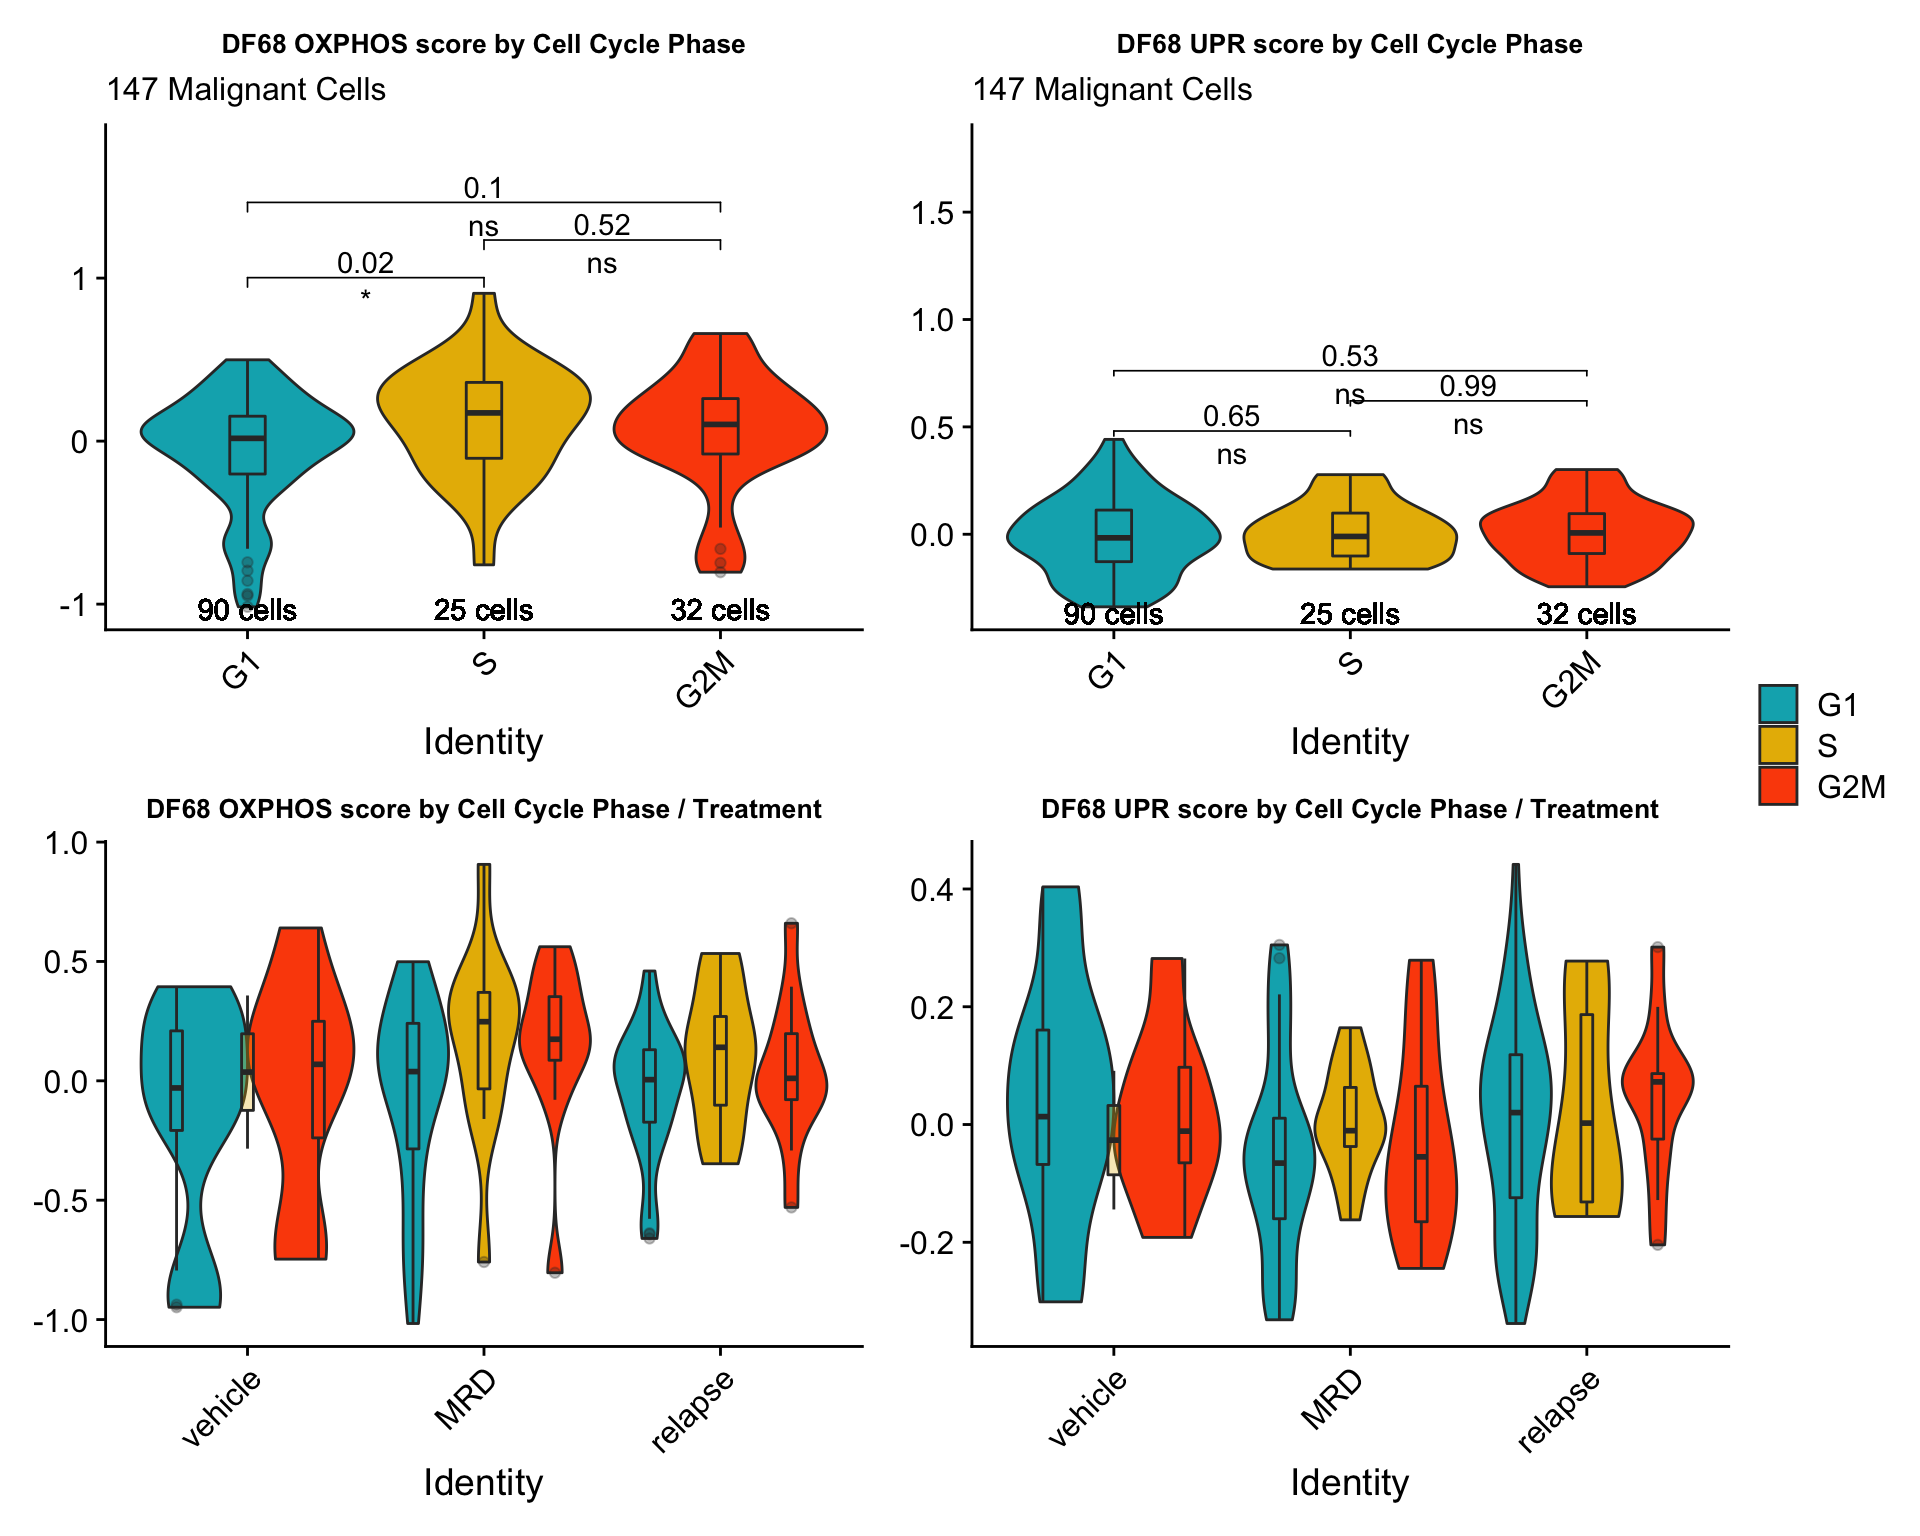 DF68 OXPHOS score by Cell Cycle Phase
147 Malignant Cells
0.1
ns
0.52
ns
0.02
*
1
0
-1
90 cells
25 cells
32 cells
G1
S
G2M
Identity
DF68 UPR score by Cell Cycle Phase
147 Malignant Cells
1.5
1.0
0.5
0.0
0.53
ns
0.99
ns
0.65
ns
90 cells
25 cells
32 cells
G1
S
G2M
Identity
G1
S
G2M
DF68 OXPHOS score by Cell Cycle Phase / Treatment
1.0
0.5
0.0
-0.5
-1.0
vehicle
MRD
relapse
Identity
DF68 UPR score by Cell Cycle Phase / Treatment
0.4
0.2
0.0
-0.2
vehicle
MRD
relapse
Identity